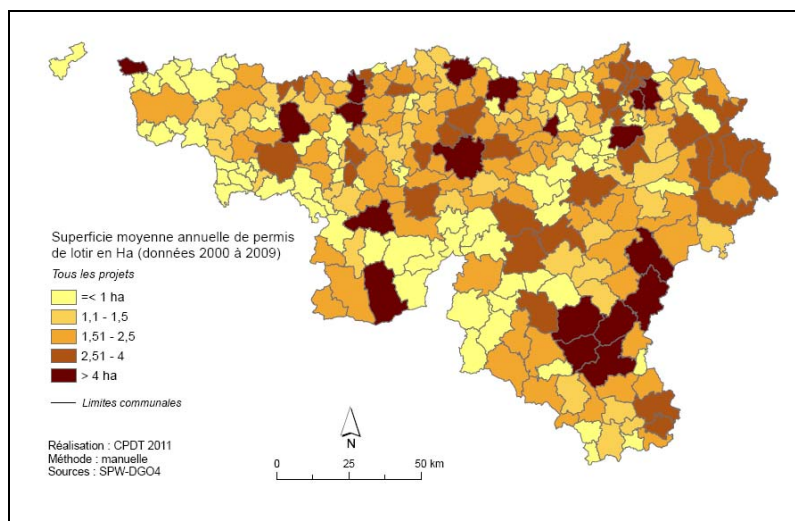 Superficie moyenne annuelle de permis
de lotir en Ha (données 2000 à 2009)
Tous les projets
=< 1 ha
1,1 - 1,5
1,51 - 2,5
2,51 - 4
> 4 ha
Limites communales
Réalisation : CPDT 2011
Méthode : manuelle
Sources : SPW-DGO4
N
0 25 50 km